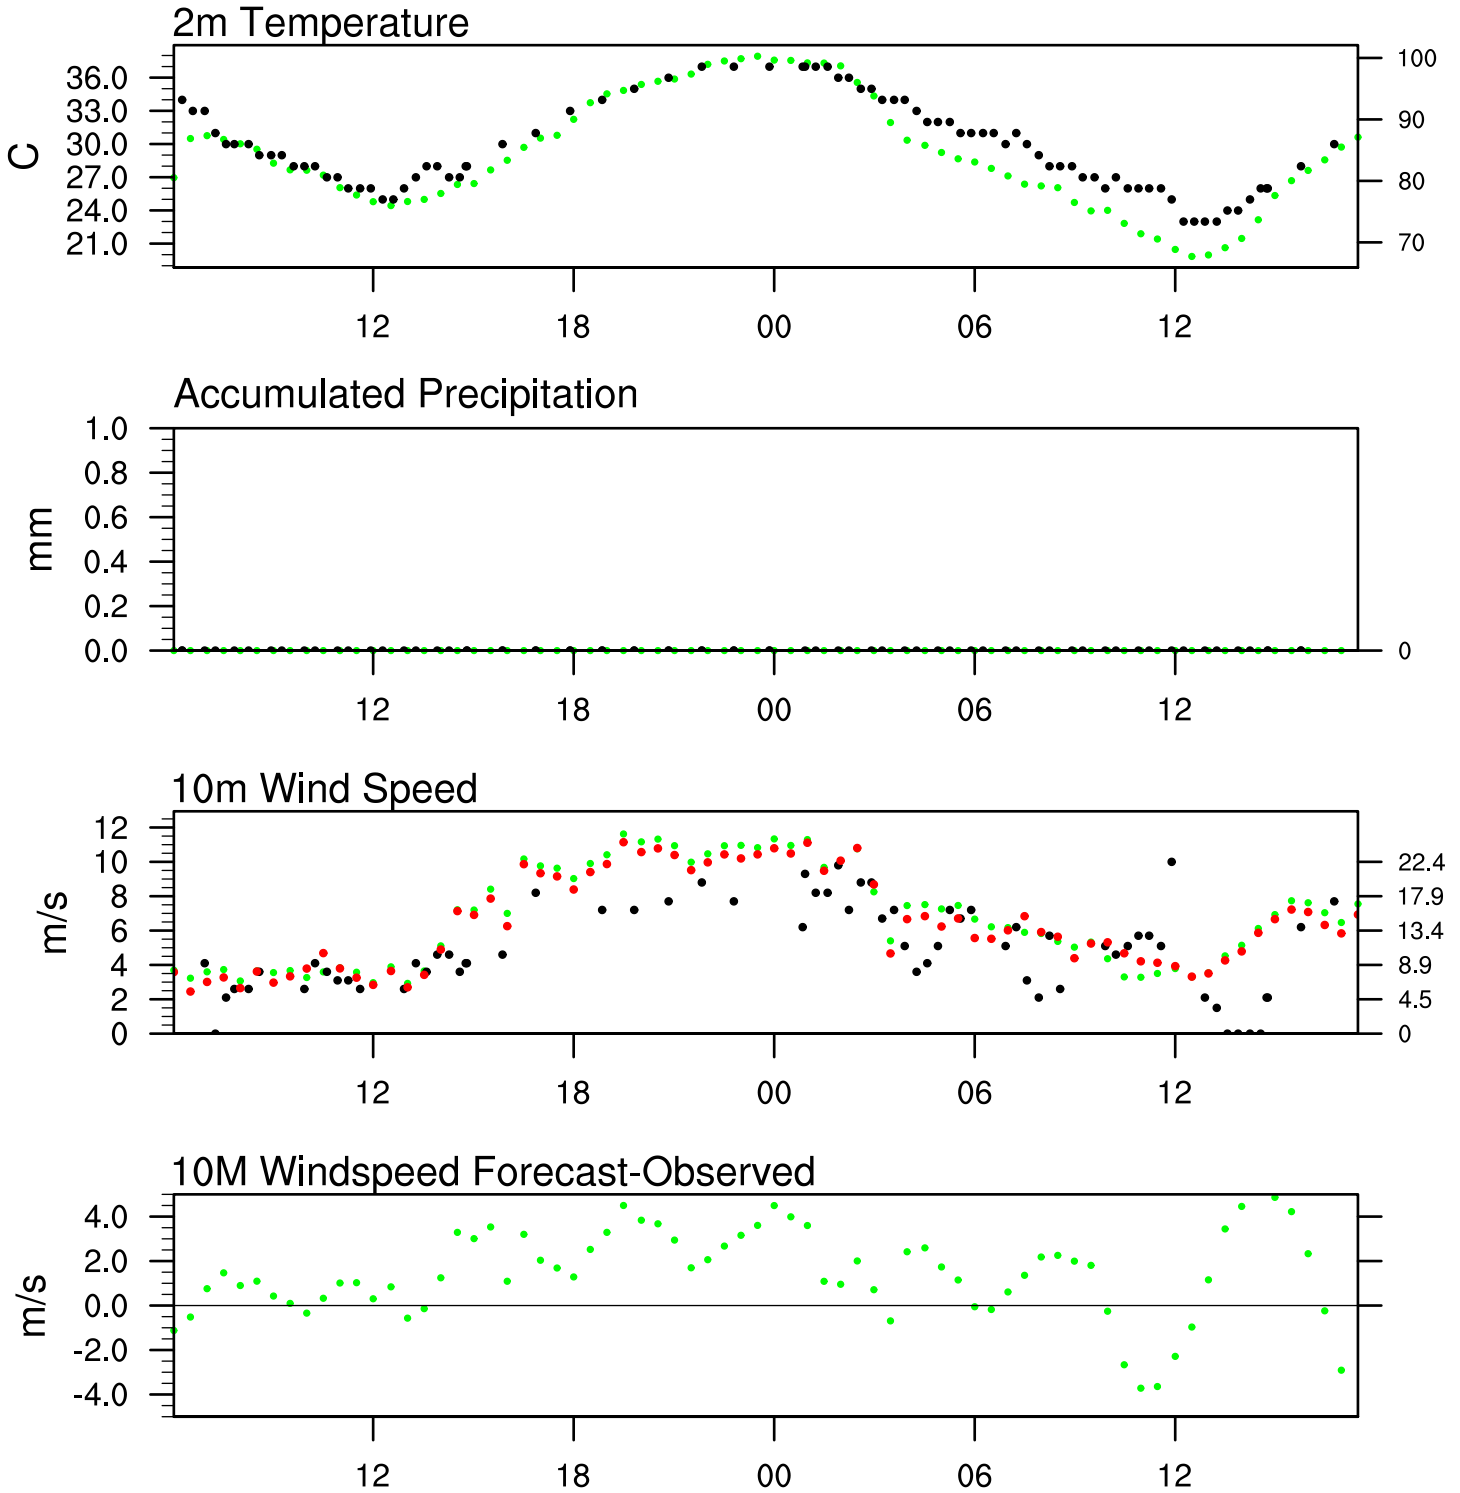 2m Temperature
36.0
33.0
30.0
27.0
24.0
21.0
C
100
90
80
70
12 18 00 06 12
Accumulated Precipitation
1.0
0.8
0.6
0.4
0.2
0.0
mm
0
12 18 00 06 12
10m Wind Speed
12
10
8
6
4
2
0
m/s
22.4
17.9
13.4
8.9
4.5
0
12 18 00 06 12
10M Windspeed Forecast-Observed
4.0
2.0
0.0
-2.0
-4.0
m/s
12 18 00 06 12